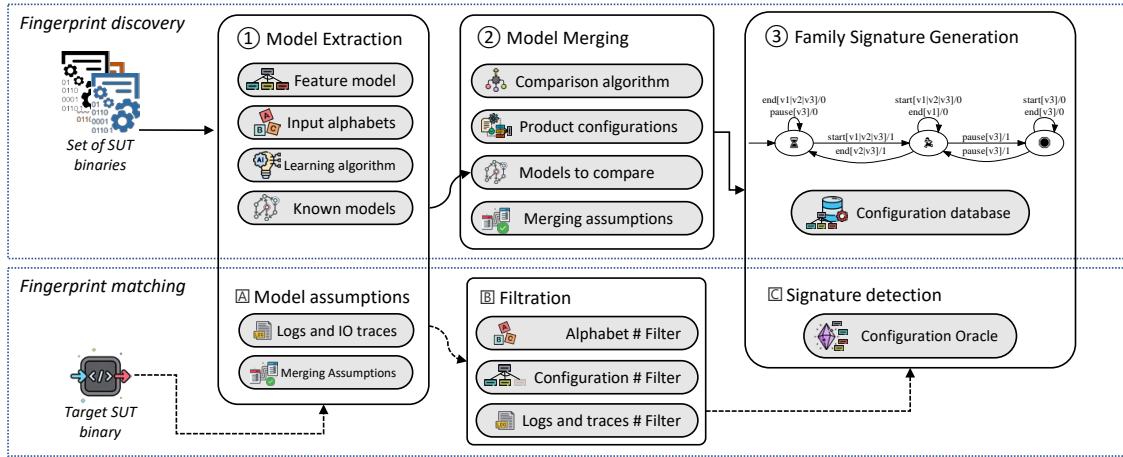 Fingerprint discovery
Set of SUT
binaries
① Model Extraction
Feature model
Input alphabets
Learning algorithm
Known models
② Model Merging
Comparison algorithm
Product configurations
Models to compare
Merging assumptions
③ Family Signature Generation
end[v1|v2|v3]/0
pause[v3]/0
start[v1|v2|v3]/0
end[v1]/0
start[v3]/0
end[v3]/0
start[v1|v2|v3]/1
end[v2|v3]/1
pause[v3]/1
pause[v3]/1
Configuration database
Fingerprint matching
Target SUT
binary
A Model assumptions
Logs and IO traces
Merging Assumptions
B Filtration
Alphabet # Filter
Configuration # Filter
Logs and traces # Filter
C Signature detection
Configuration Oracle